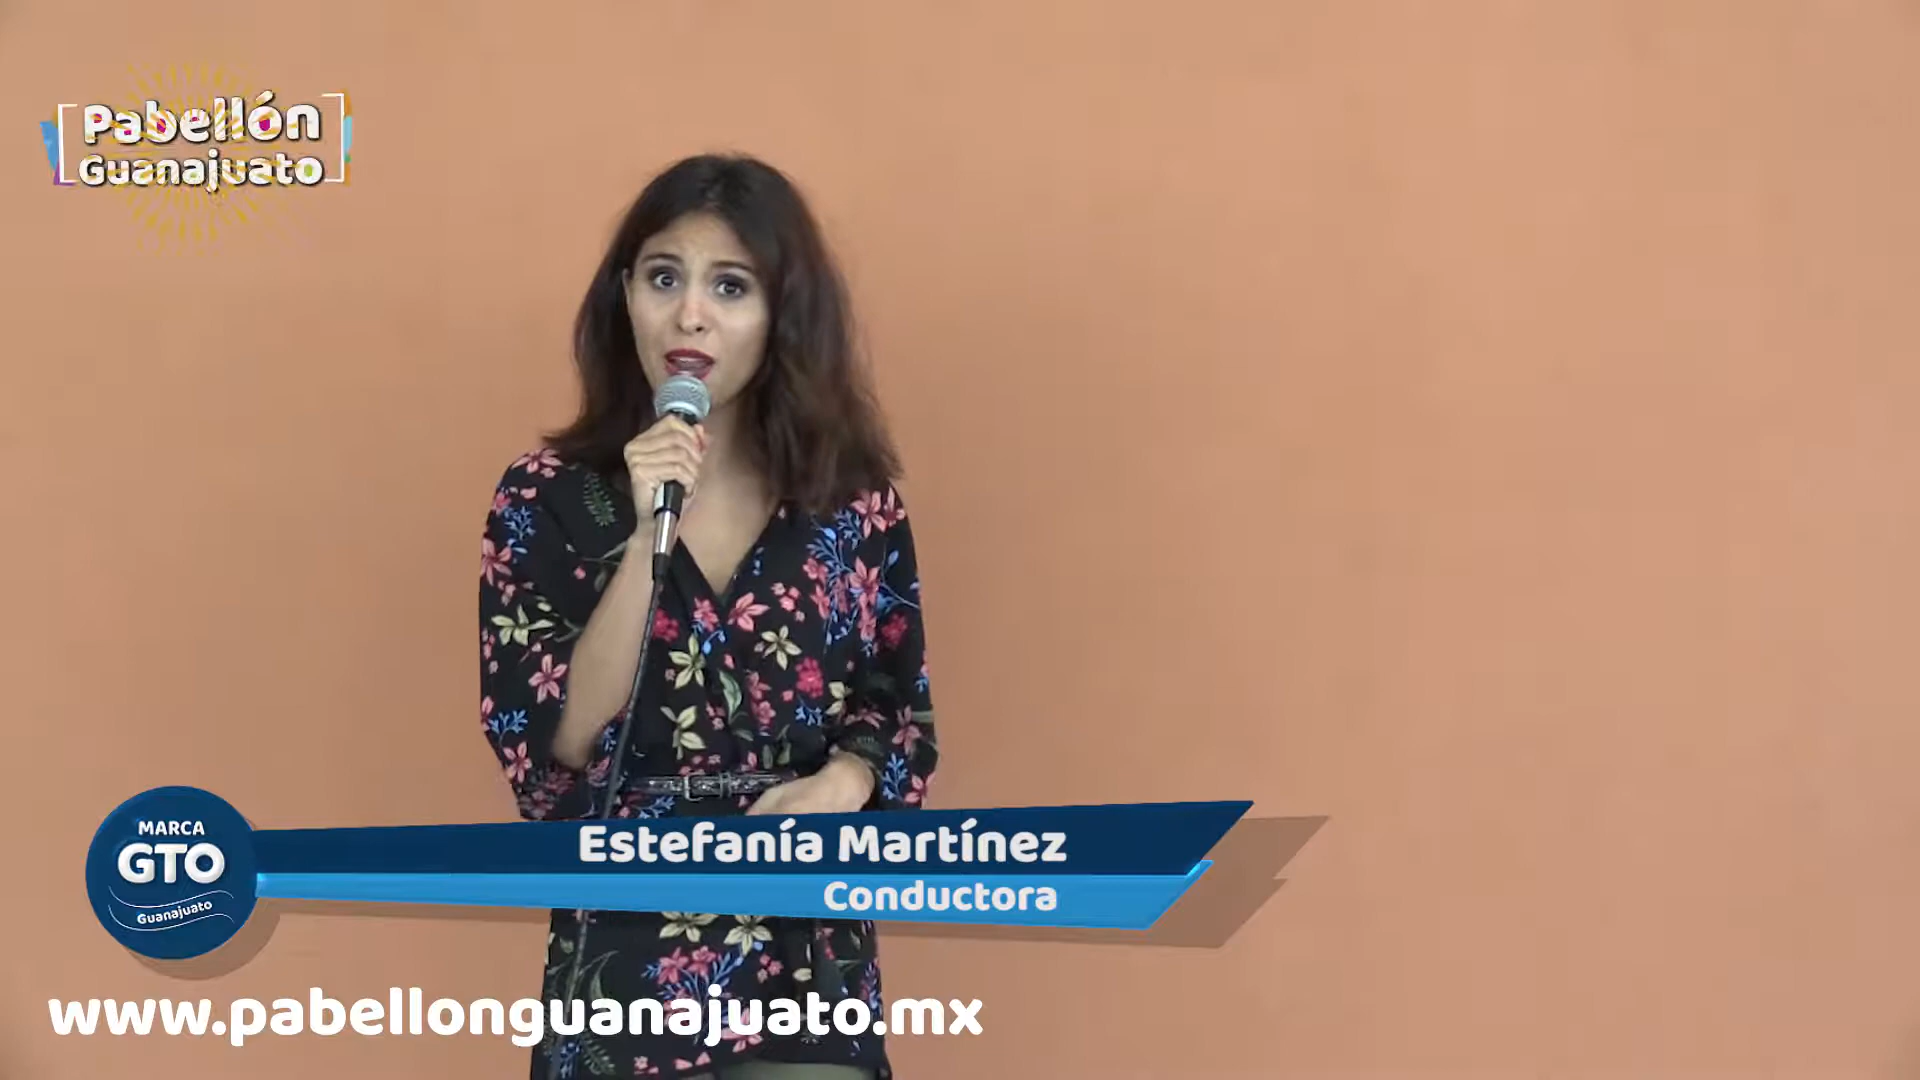 Pabellón
Guanajuato
MARCA
GTO
Guanajuato
Estefanía Martínez
Conductora
www.pabellonguanajuato.mx